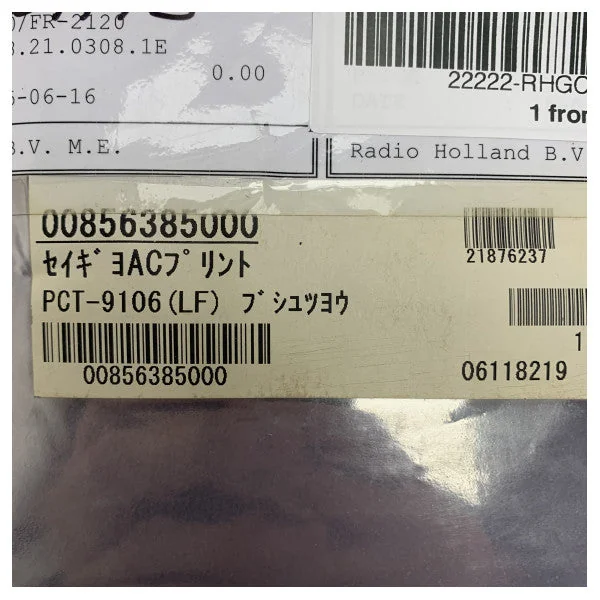 /FR-2120
.21.0308.1E
0.00
-06-16
B.V. M.E.
22222-RHGC
1 from
Radio Holland B.V
00856385000
セイギョACプリント
21876237
PCT-9106(LF) ブシュツヨウ
1
00856385000
06118219